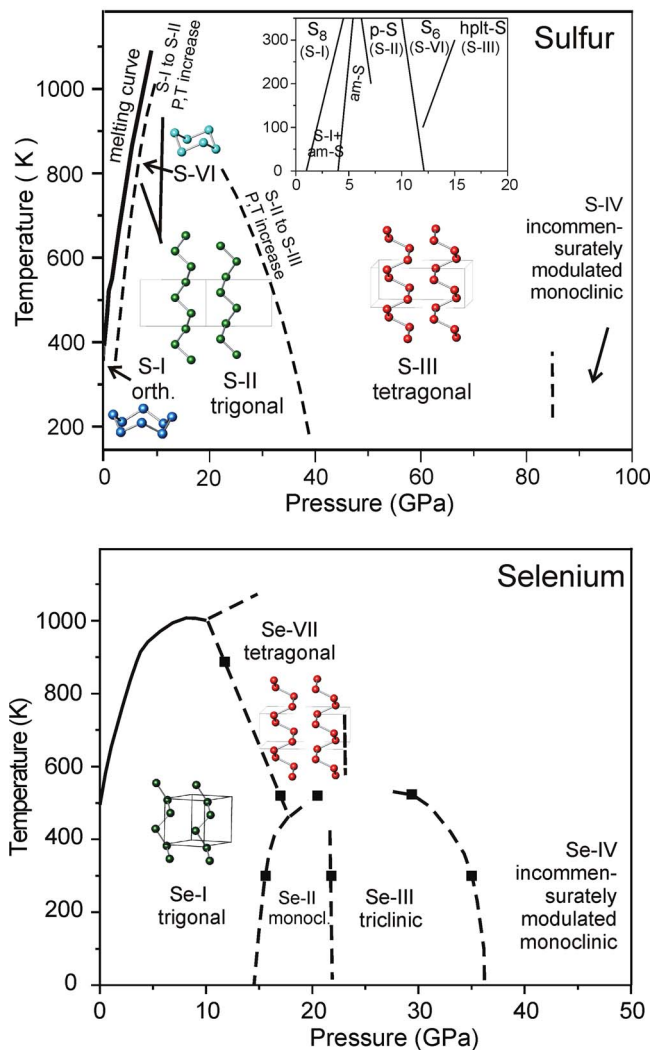 Sulfur
S8
(S-I)
p-S
(S-II)
S6
(S-VI)
hplt-S
(S-III)
am-S
S-I+
am-S
300
200
100
0
0 5 10 15 20
melting curve
S-I to S-II
P,T increase
S-VI
S-II to S-III
P,T increase
S-I
orth.
S-II
trigonal
S-III
tetragonal
S-IV
incommen-
surately
modulated
monoclinic
Temperature ( K)
1000
800
600
400
200
0 20 40 60 80 100
Pressure (GPa)
Selenium
Se-VII
tetragonal
Se-I
trigonal
Se-II
monocl.
Se-III
triclinic
Se-IV
incommen-
surately
modulated
monoclinic
Temperature (K)
1000
800
600
500
300
200
0
0 10 20 30 40 50
Pressure (GPa)